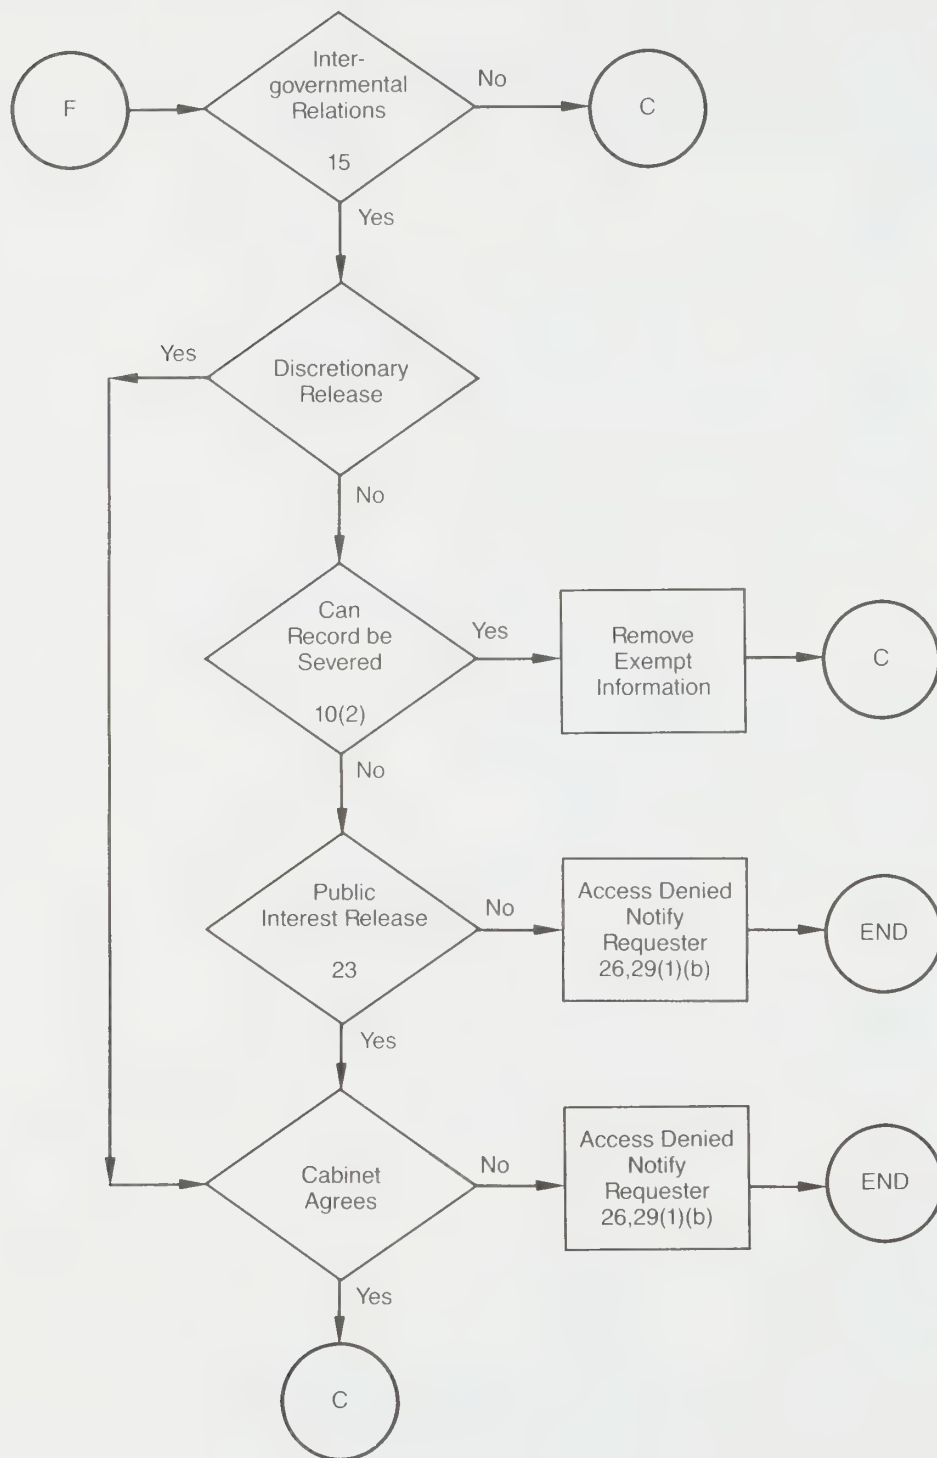 F
Inter-
governmental
Relations
15
No
C
Yes
Discretionary
Release
Yes
No
Can
Record be
Severed
10(2)
Yes
Remove
Exempt
Information
C
No
Public
Interest Release
23
No
Access Denied
Notify
Requester
26,29(1)(b)
END
Yes
Cabinet
Agrees
No
Access Denied
Notify
Requester
26,29(1)(b)
END
Yes
C